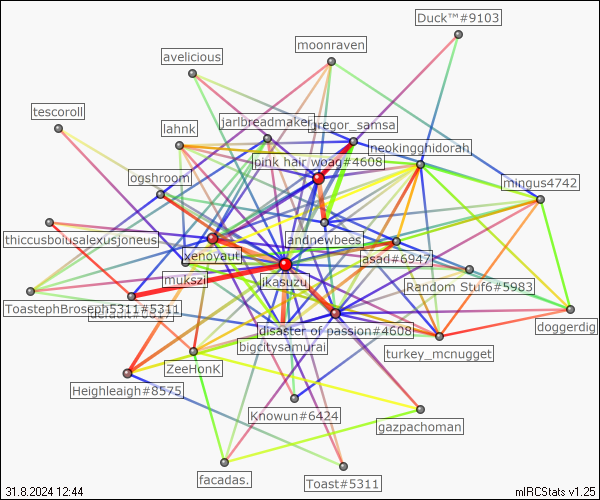 Duck™#9103
moonraven
avelicious
tescoroll
jarlbreadmaker
gregor_samsa
lahnk
neokingghidorah
pink hair woag#4608
ogshroom
mingus4742
thiccusboiusalexusjoneus
andnewbees
xenoyaut
asad#6947
mukszi
ikasuzu
Random Stuf6#5983
ToastephBroseph5311#5311
disaster of passion#4608
doggerdig
bigcitysamurai
turkey_mcnugget
ZeeHonK
Heighleaigh#8575
Knowun#6424
gazpachoman
facadas.
Toast#5311
31.8.2024 12:44
mIRCStats v1.25